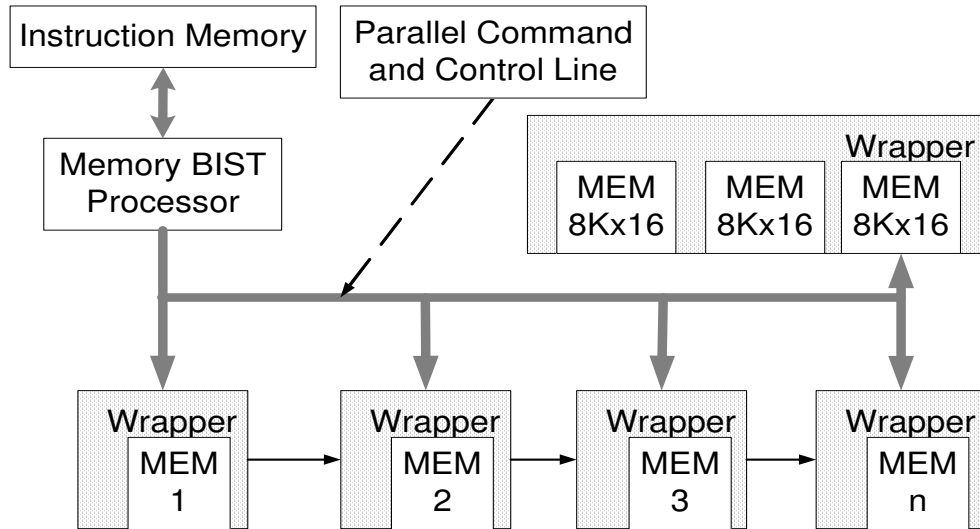 Instruction Memory
Parallel Command
and Control Line
Memory BIST
Processor
Wrapper
MEM
8Kx16
MEM
8Kx16
MEM
8Kx16
Wrapper
MEM
1
Wrapper
MEM
2
Wrapper
MEM
3
Wrapper
MEM
n